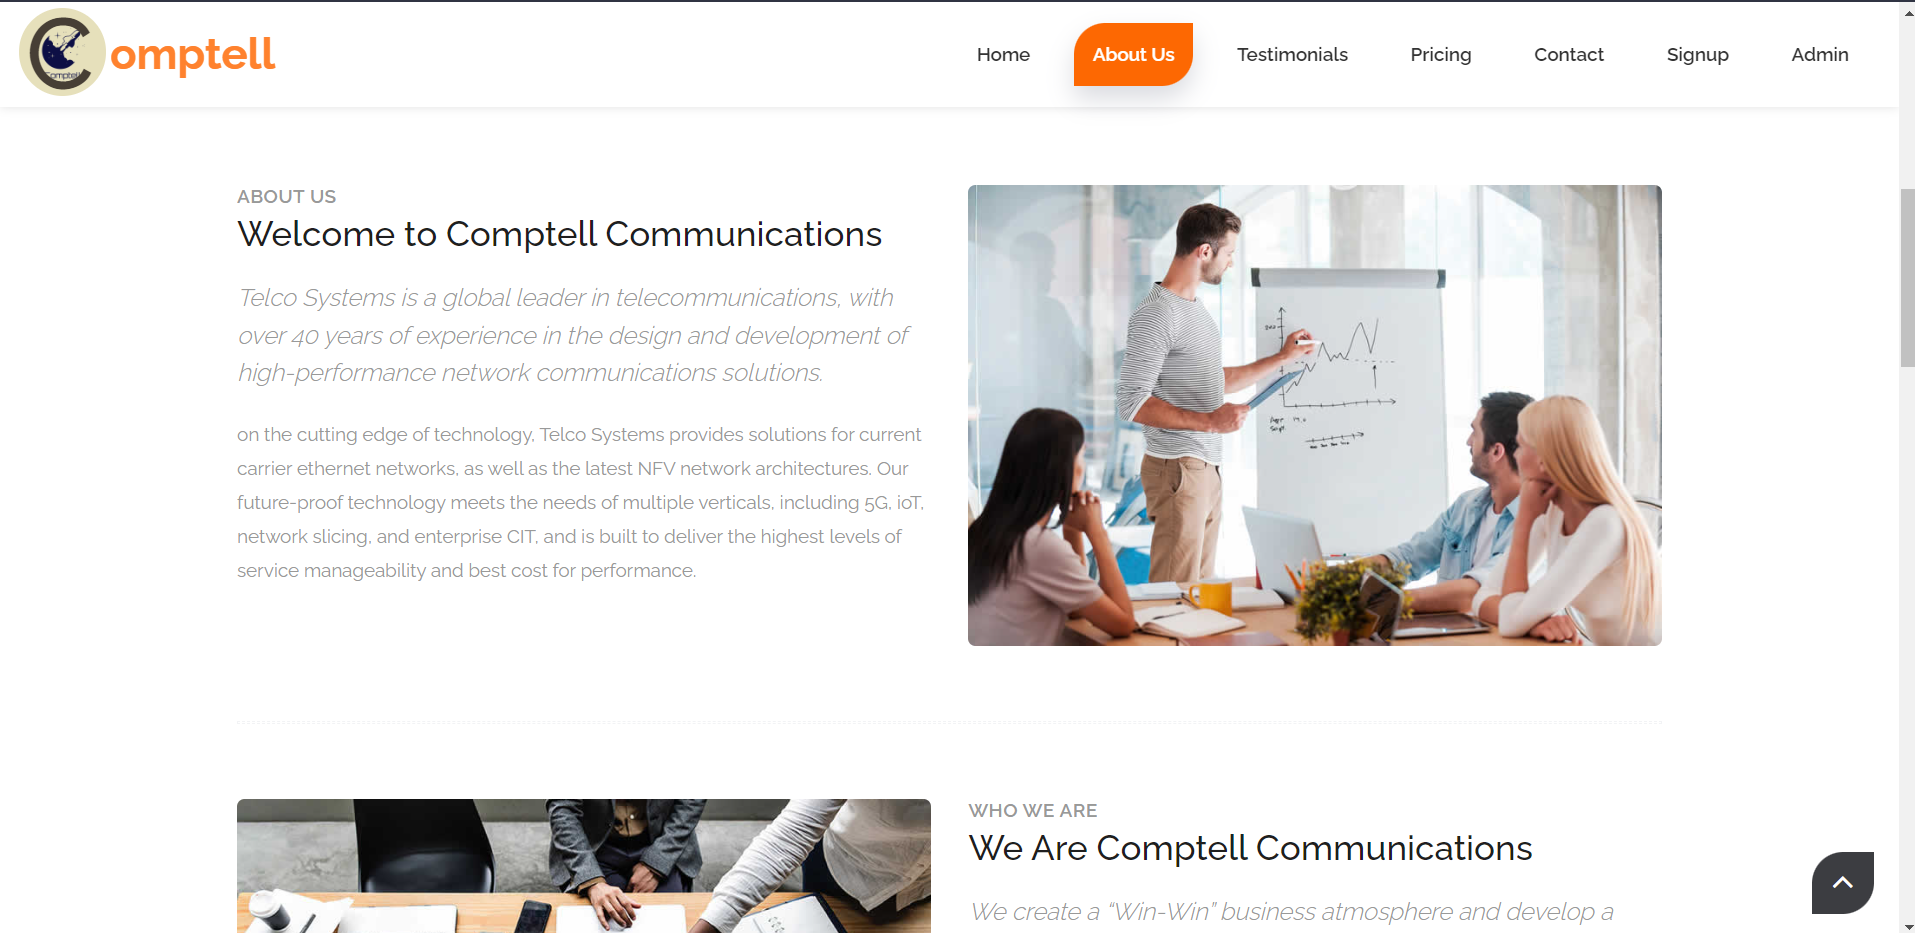 Comptell
omptell
Home
About Us
Testimonials
Pricing
Contact
Signup
Admin
ABOUT US
Welcome to Comptell Communications
Telco Systems is a global leader in telecommunications, with
over 40 years of experience in the design and development of
high-performance network communications solutions.
on the cutting edge of technology, Telco Systems provides solutions for current
carrier ethernet networks, as well as the latest NFV network architectures. Our
future-proof technology meets the needs of multiple verticals, including 5G, ioT,
network slicing, and enterprise CIT, and is built to deliver the highest levels of
service manageability and best cost for performance.
WHO WE ARE
We Are Comptell Communications
We create a “Win-Win” business atmosphere and develop a